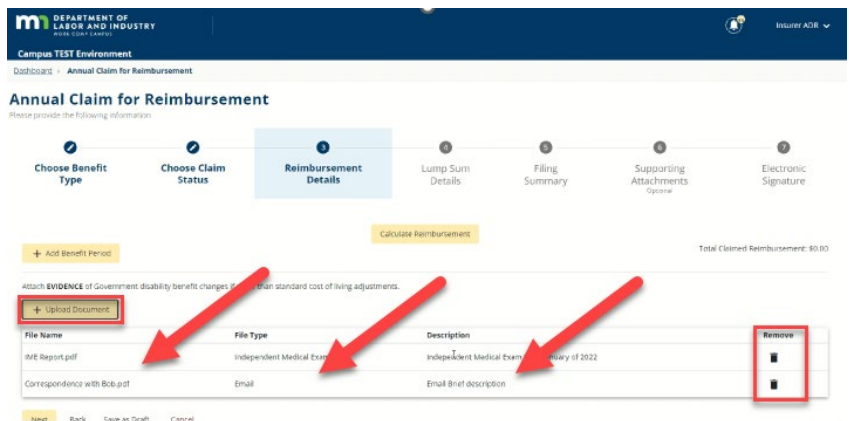 DEPARTMENT OF
LABOR AND INDUSTRY
WORK COMP CAMPUS
Insurer ADR
Campus TEST Environment
Dashboard › Annual Claim for Reimbursement
Annual Claim for Reimbursement
Please provide the following information
3 4 5 6 7
Choose Benefit Type
Choose Claim Status
Reimbursement Details
Lump Sum Details
Filing Summary
Supporting Attachments
Optional
Electronic Signature
Calculate Reimbursement
+ Add Benefit Period
Total Claimed Reimbursement: $0.00
Attach EVIDENCE of Government disability benefit changes than standard cost of living adjustments.
+ Upload Document
File Name File Type Description Remove
IME Report.pdf Independent Medical Independent Medical Exam of 2022
Correspondence with Bob.pdf Email Email Brief description
Next Back Save as Draft Cancel